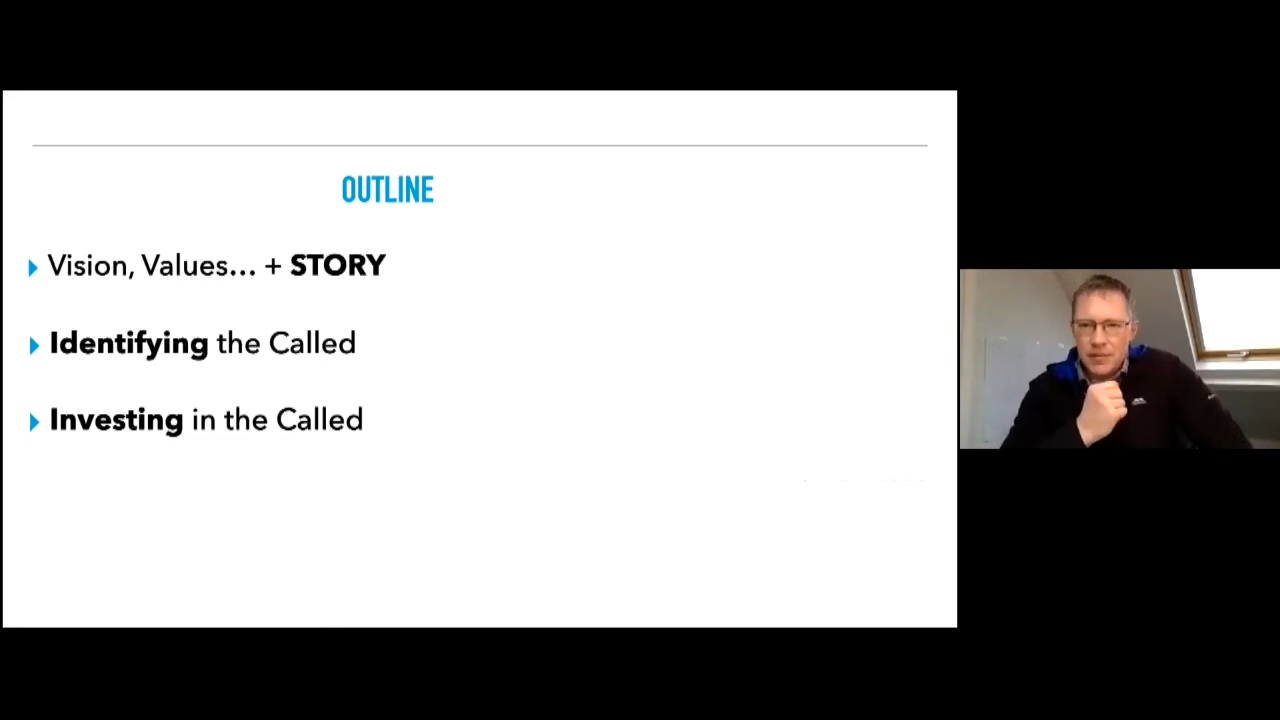 OUTLINE
Vision, Values... + STORY
Identifying the Called
Investing in the Called